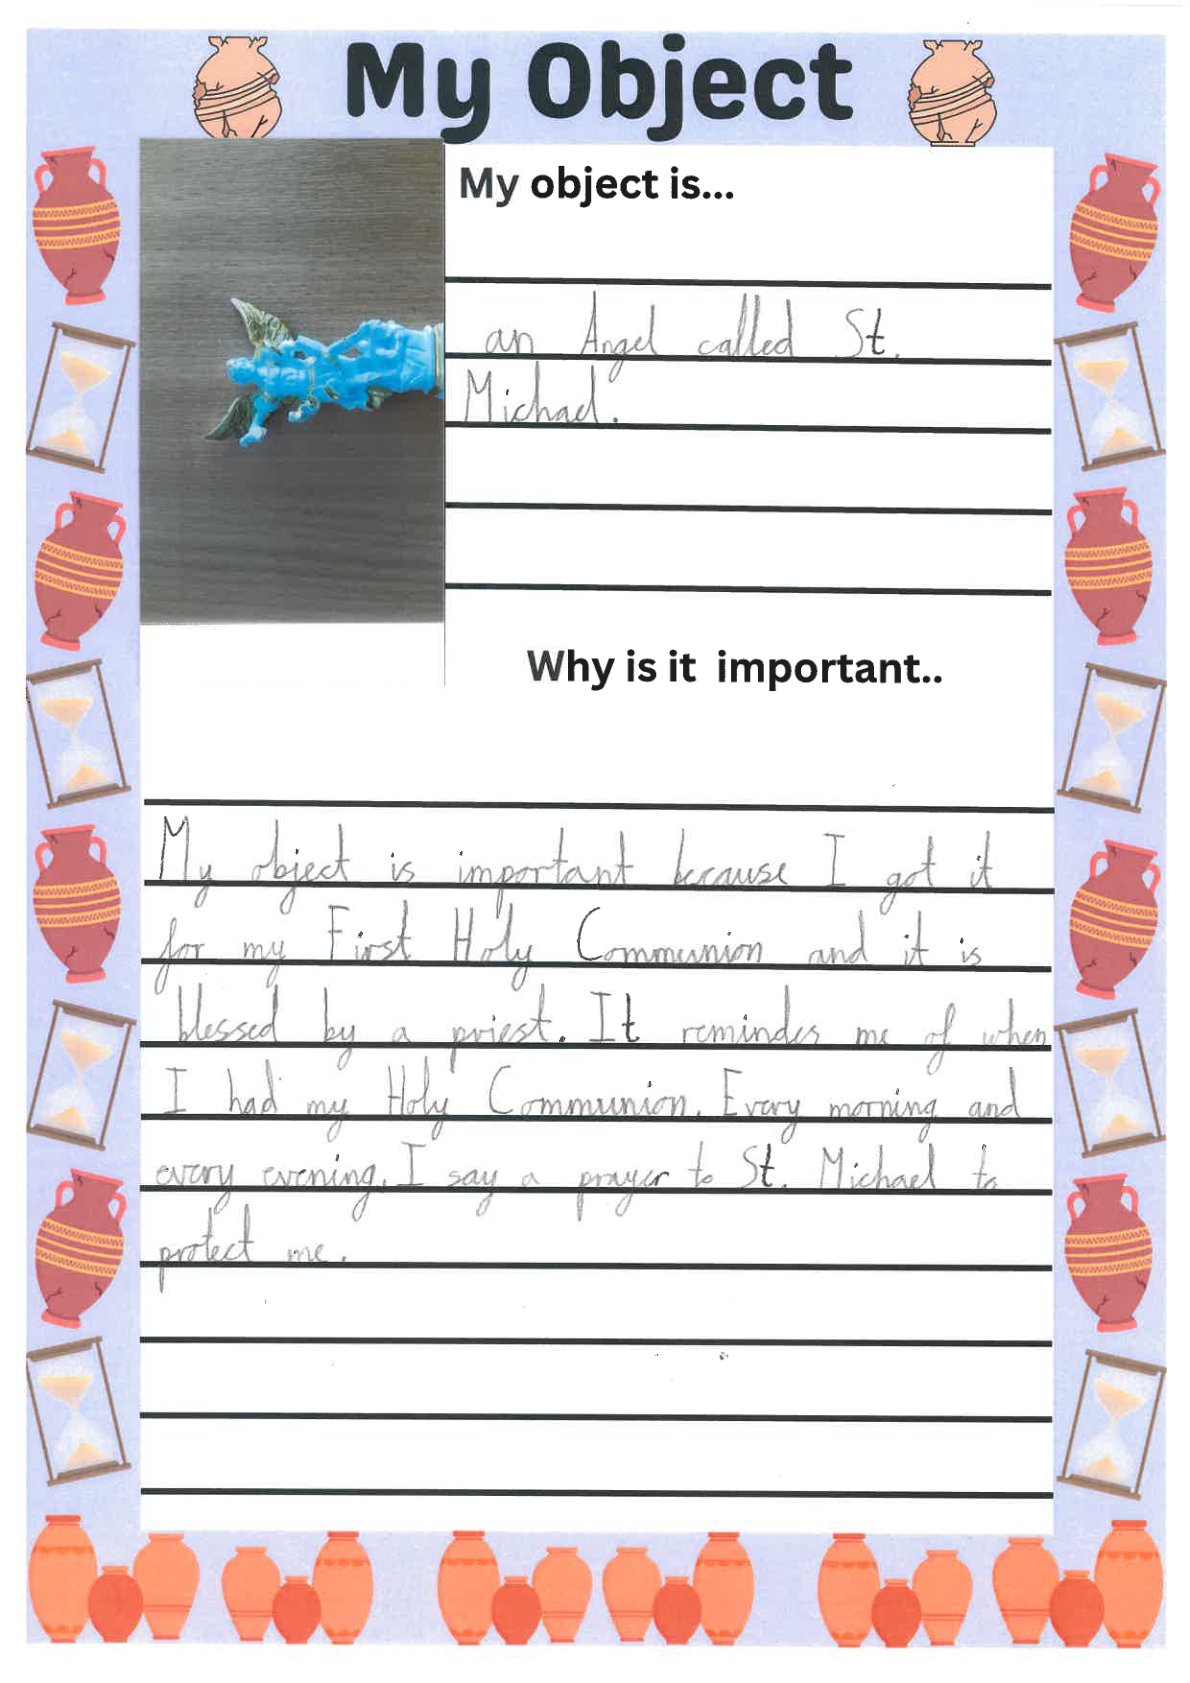 My Object
My object is...
an Angel called St.
Michael.
Why is it important..
My object is important because I got it
for my First Holy Communion and it is
blessed by a priest. It remindes me of when
I had my Holy Communion. Every morning and
every evening, I say a prayer to St. Michael to
protect me.